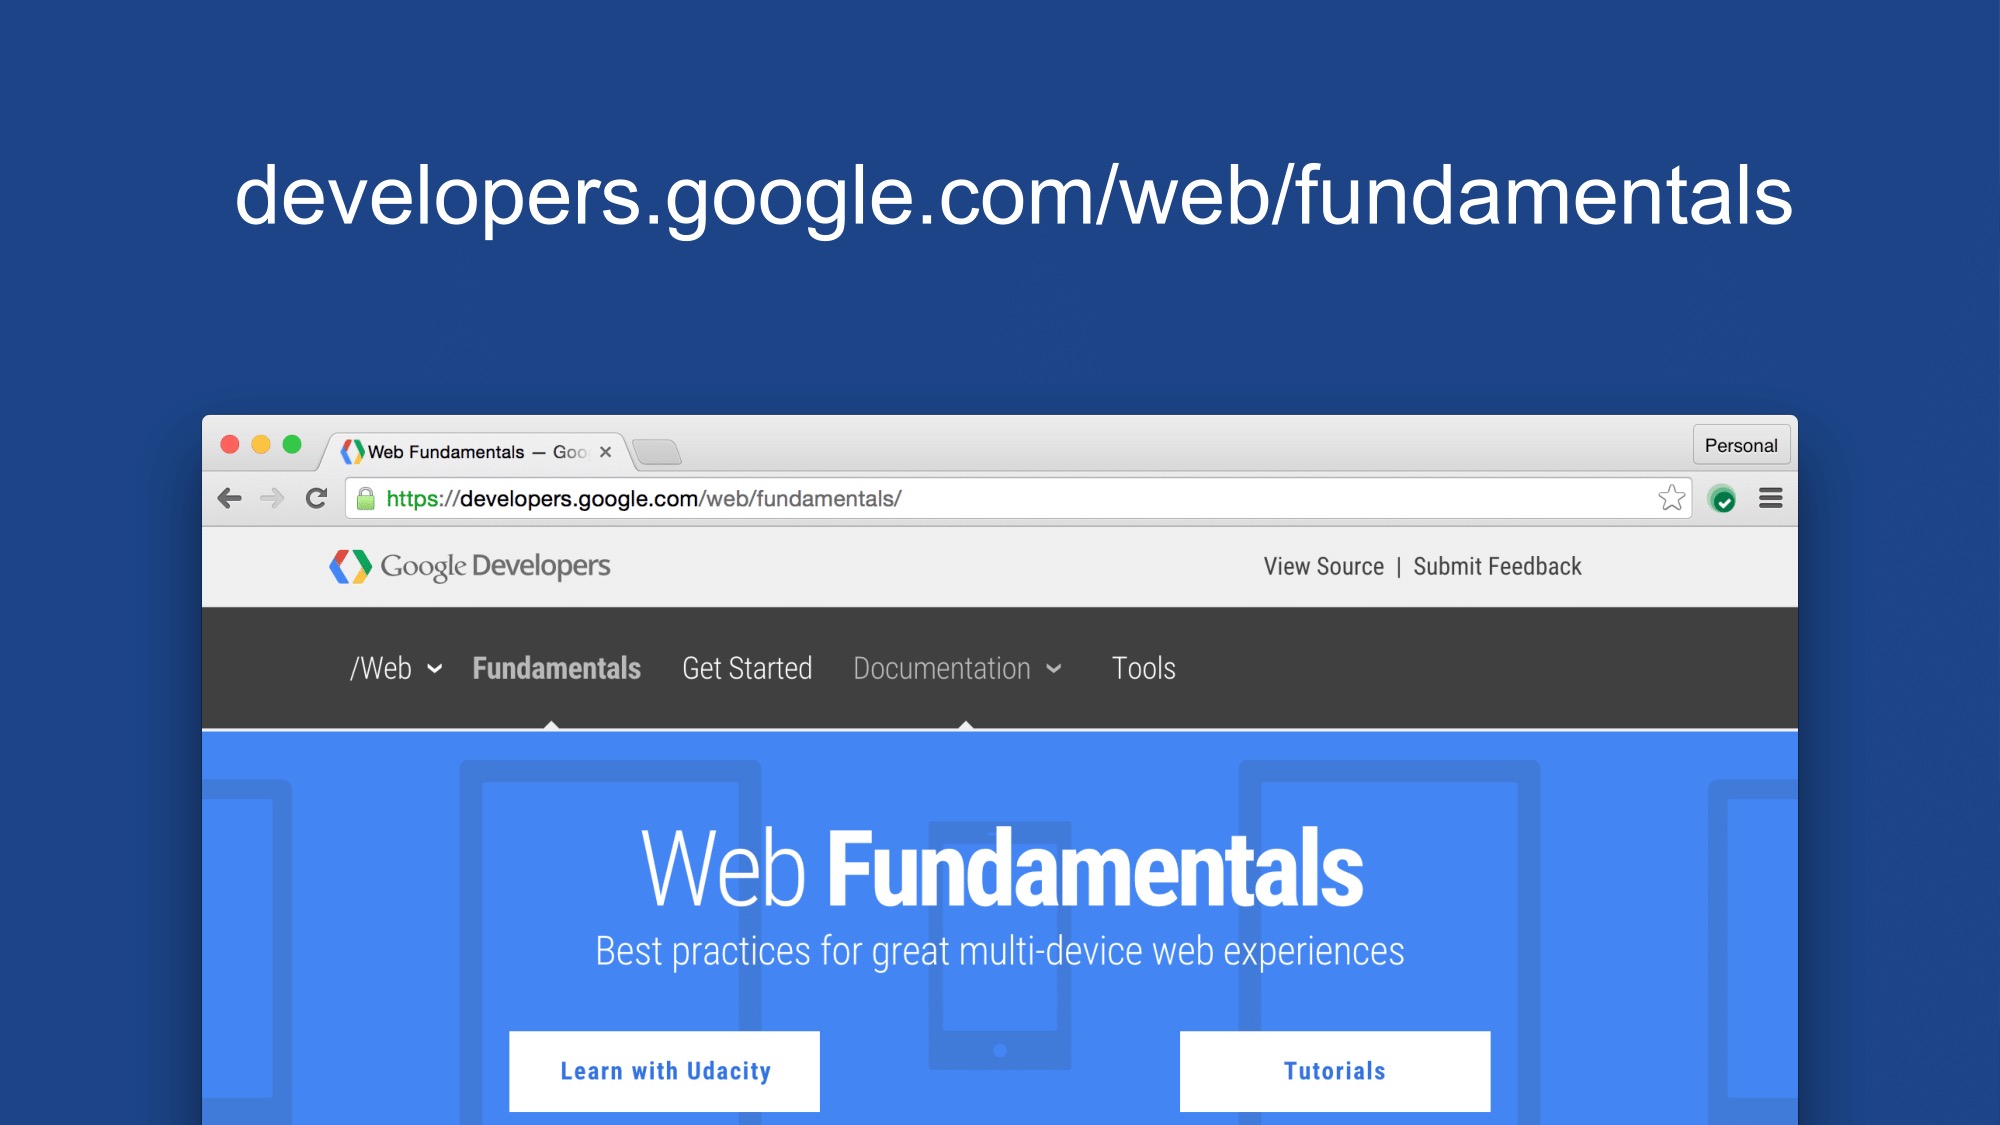 developers.google.com/web/fundamentals
Web Fundamentals — Goo
Personal
https://developers.google.com/web/fundamentals/
Google Developers
View Source | Submit Feedback
/Web Fundamentals Get Started Documentation Tools
Web Fundamentals
Best practices for great multi-device web experiences
Learn with Udacity
Tutorials